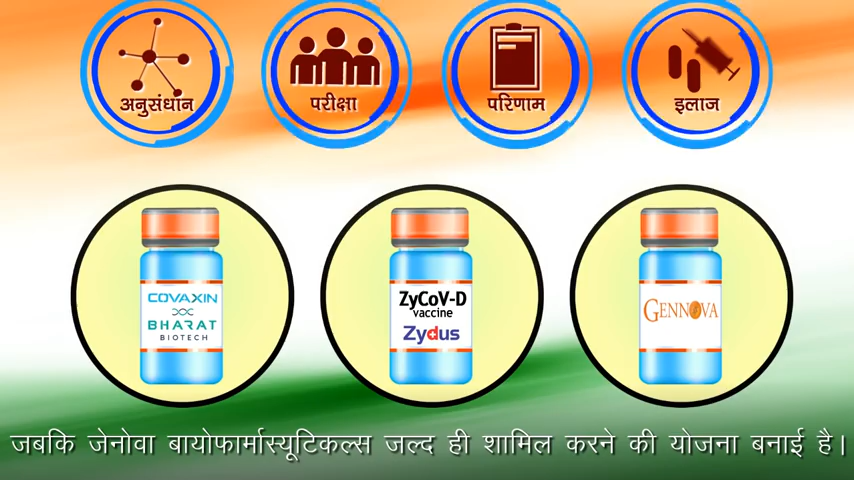 अनुसंधान
परीक्षा
परिणाम
इलाज
COVAXIN
BHARAT
BIOTECH
ZyCoV-D
vaccine
Zydus
GENNOVA
जबकि जेनोवा बायोफार्मास्यूटिकल्स जल्द ही शामिल करने की योजना बनाई है।